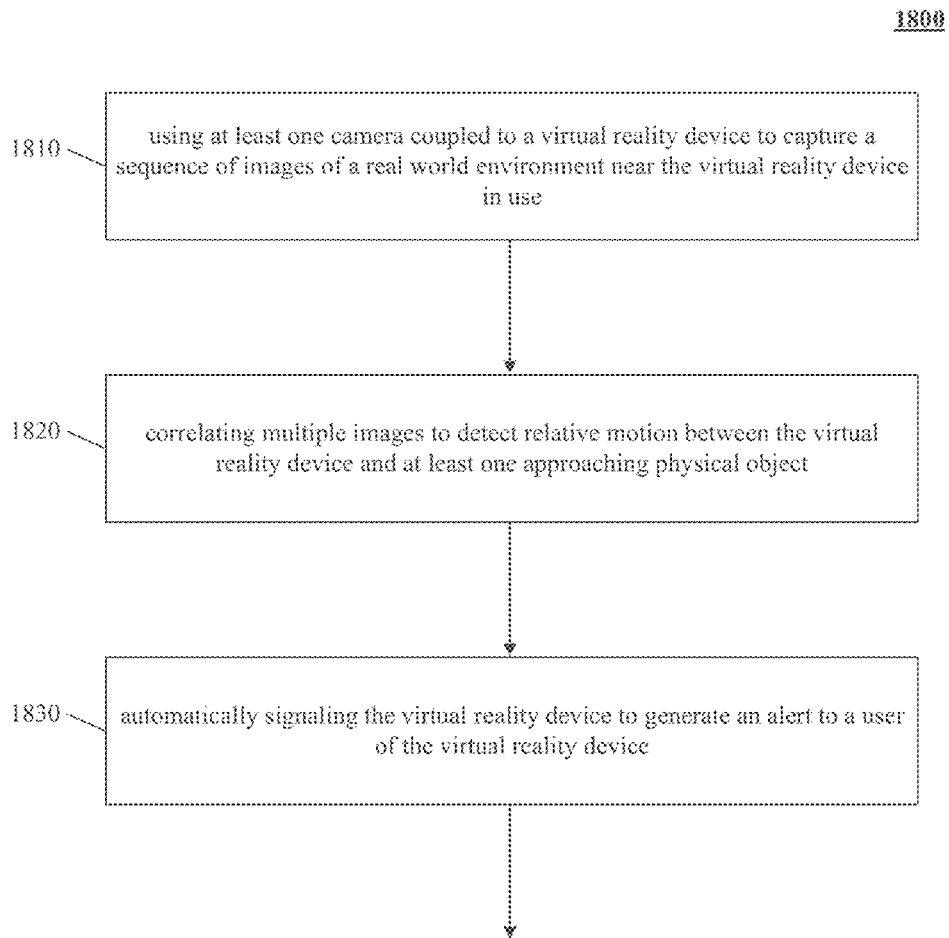 1800
1810
using at least one camera coupled to a virtual reality device to capture a
sequence of images of a real world environment near the virtual reality device
in use
1820
correlating multiple images to detect relative motion between the virtual
reality device and at least one approaching physical object
1830
automatically signaling the virtual reality device to generate an alert to a user
of the virtual reality device